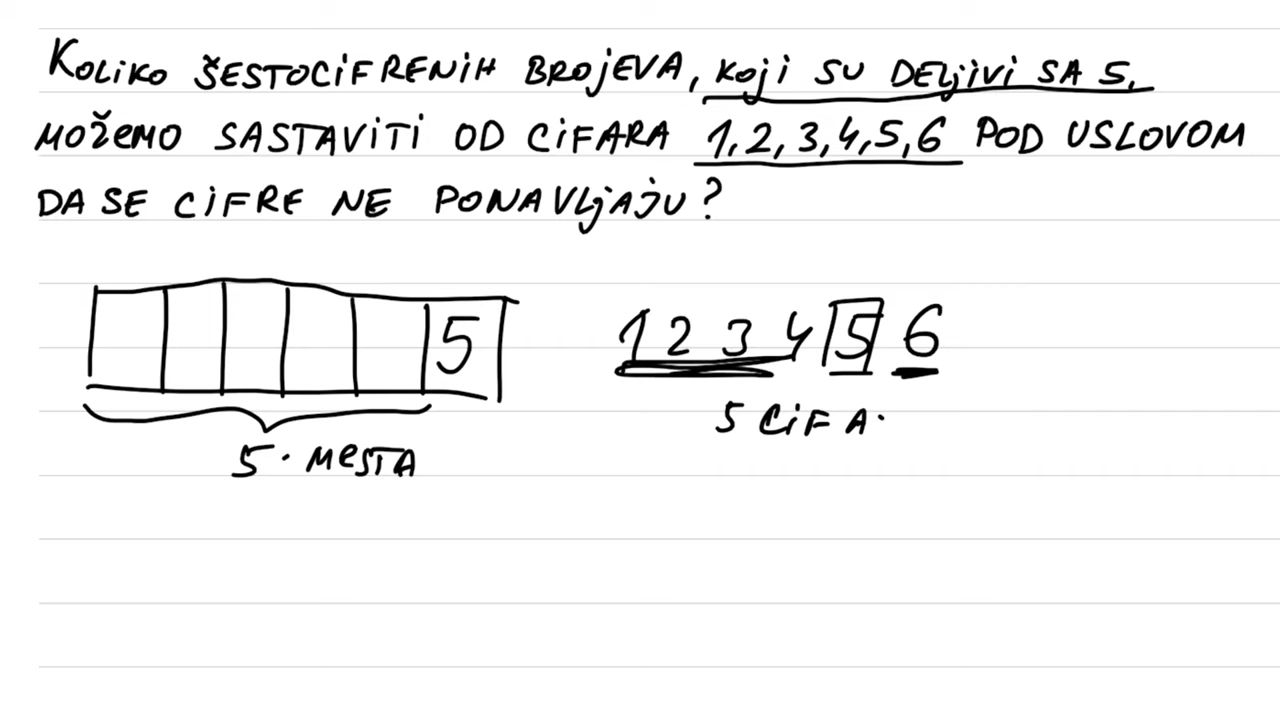 KOLIKO ŠESTOCIFRENIH BROJEVA, KOJI SU DELJIVI SA 5,
MOŽEMO SASTAVITI OD CIFARA 1,2,3,4,5,6 POD USLOVOM
DA SE CIFRE NE PONAVLJAJU?
5 1 2 3 4 5 6
5 CIFA
5. MESTA